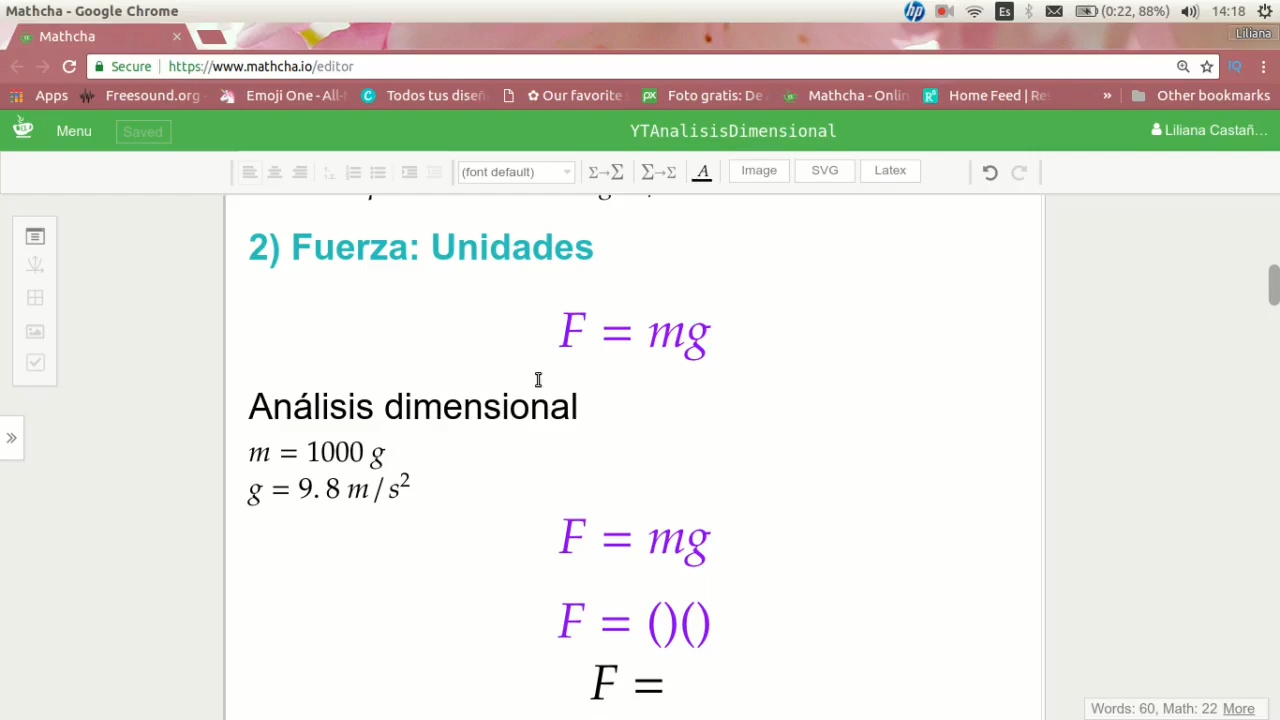 Mathcha - Google Chrome
Es
(0:22, 88%)
14:18
Mathcha
Liliana
Secure
https://www.mathcha.io/editor
IQ
Apps
Freesound.org
Emoji One - All-
Todos tus diseñ
✿ Our favorite
px Foto gratis: De
Mathcha - Onlin
Home Feed | Re
» Other bookmarks
Menu
Saved
YTAnalisisDimensional
Liliana Castañ...
(font default)
Σ→Σ
Σ→Σ
A
Image
SVG
Latex
2) Fuerza: Unidades
F = mg
Análisis dimensional
m = 1000 g
g = 9.8 m/s²
F = mg
F = ()()
F =
Words: 60, Math: 22 More